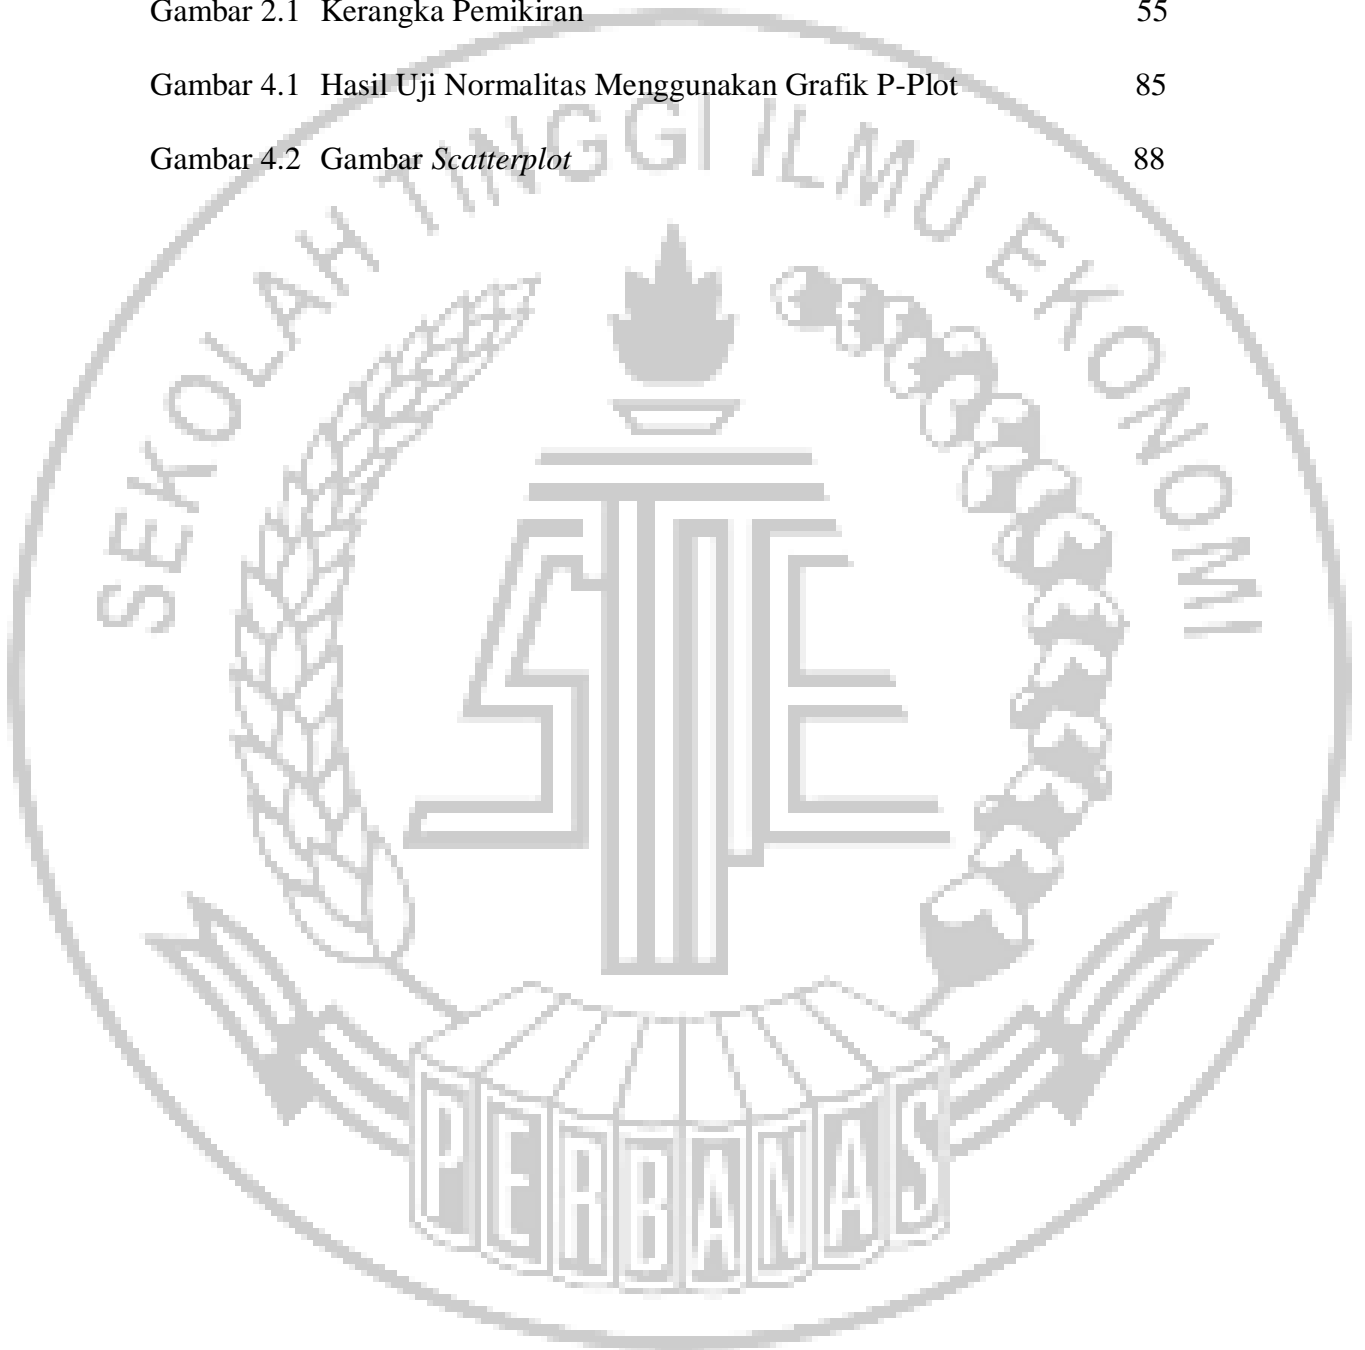 Gambar 2.1 Kerangka Pemikiran 55
Gambar 4.1 Hasil Uji Normalitas Menggunakan Grafik P-Plot 85
Gambar 4.2 Gambar Scatterplot 88
SEKOLAH TINGGI ILMU EKONOMI
STIE
PERBANAS